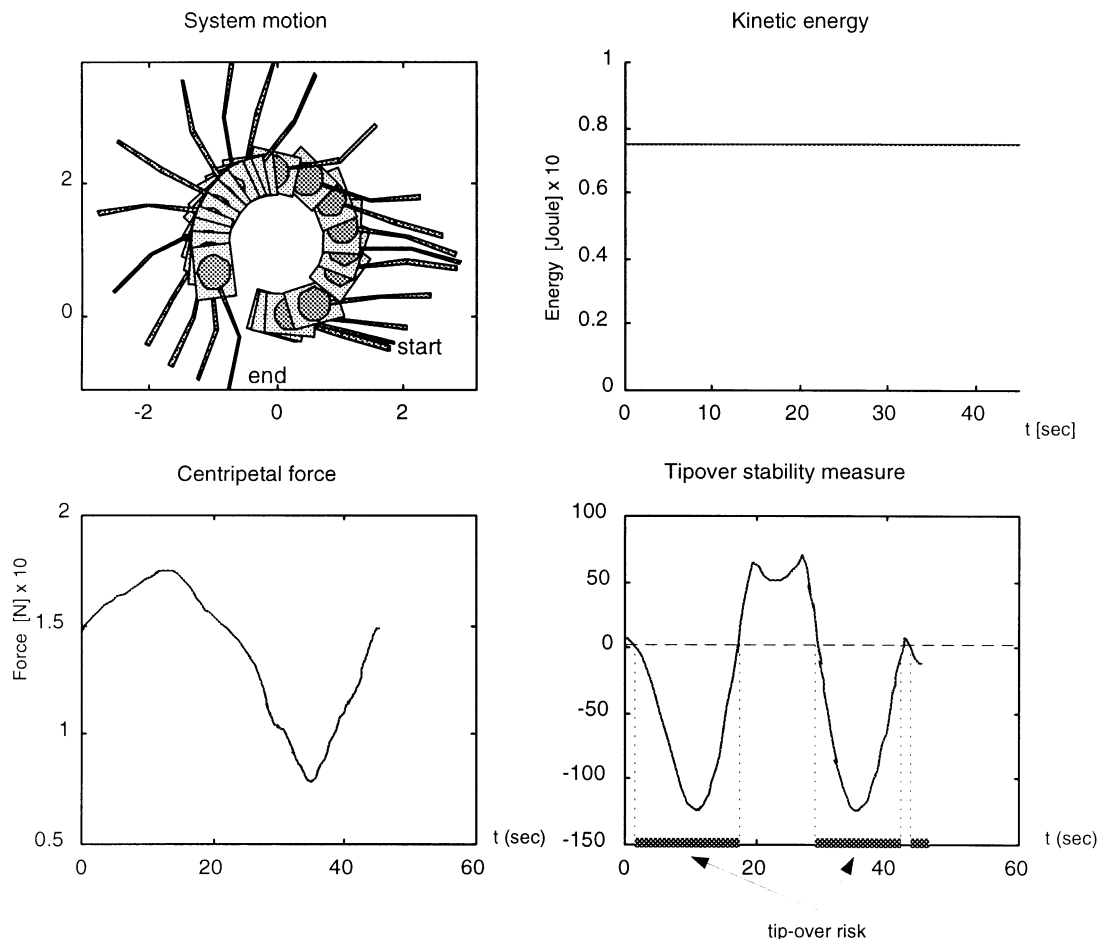 System motion
2
0
start
end
-2
0
2
Kinetic energy
Energy [Joule] x 10
1
0.8
0.6
0.4
0.2
0
0
10
20
30
40
t [sec]
Centripetal force
Force [N] x 10
2
1.5
1
0.5
0
20
40
60
t (sec)
Tipover stability measure
100
50
0
-50
-100
-150
0
20
40
60
t (sec)
tip-over risk